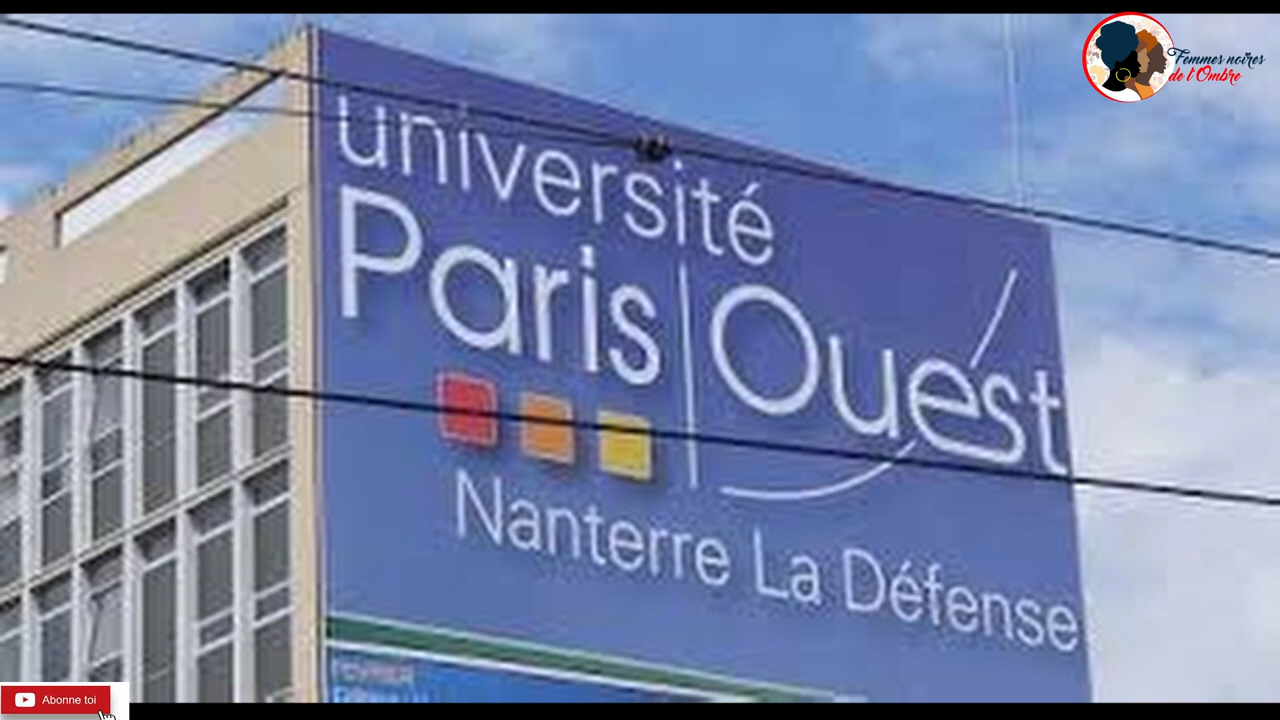 Femmes noires
de l'Ombre
université
Paris Ouest
Nanterre La Défense
Abonne toi